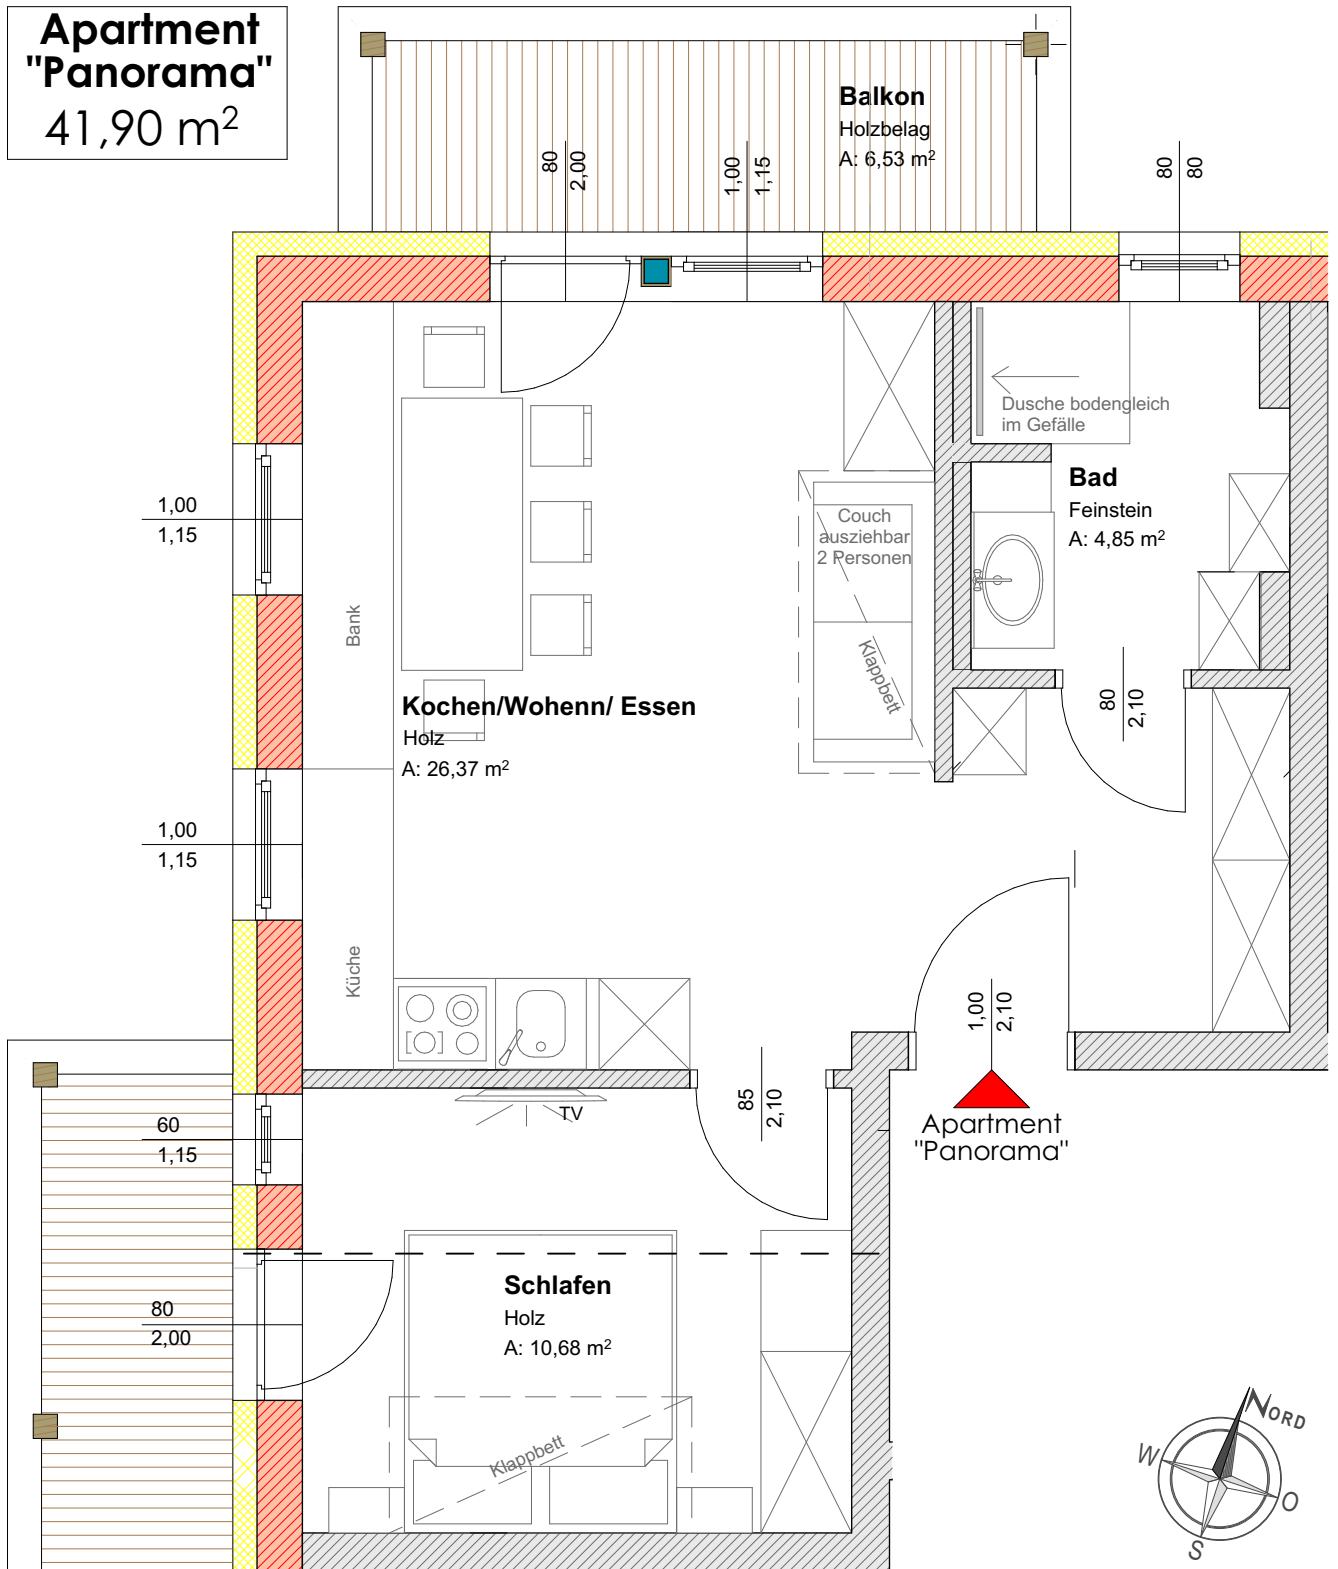 Apartment
"Panorama"
41,90 m²
Balkon
Holzbelag
A: 6,53 m²
80
2,00
1,00
1,15
80
80
Dusche bodengleich
im Gefälle
Bad
Feinstein
A: 4,85 m²
1,00
1,15
Couch
ausziehbar
2 Personen
Klappbett
Bank
Kochen/Wohenn/ Essen
Holz
A: 26,37 m²
80
2,10
1,00
1,15
Küche
1,00
2,10
Apartment
"Panorama"
85
2,10
TV
60
1,15
Schlafen
Holz
A: 10,68 m²
80
2,00
Klappbett
NORD
W
O
S